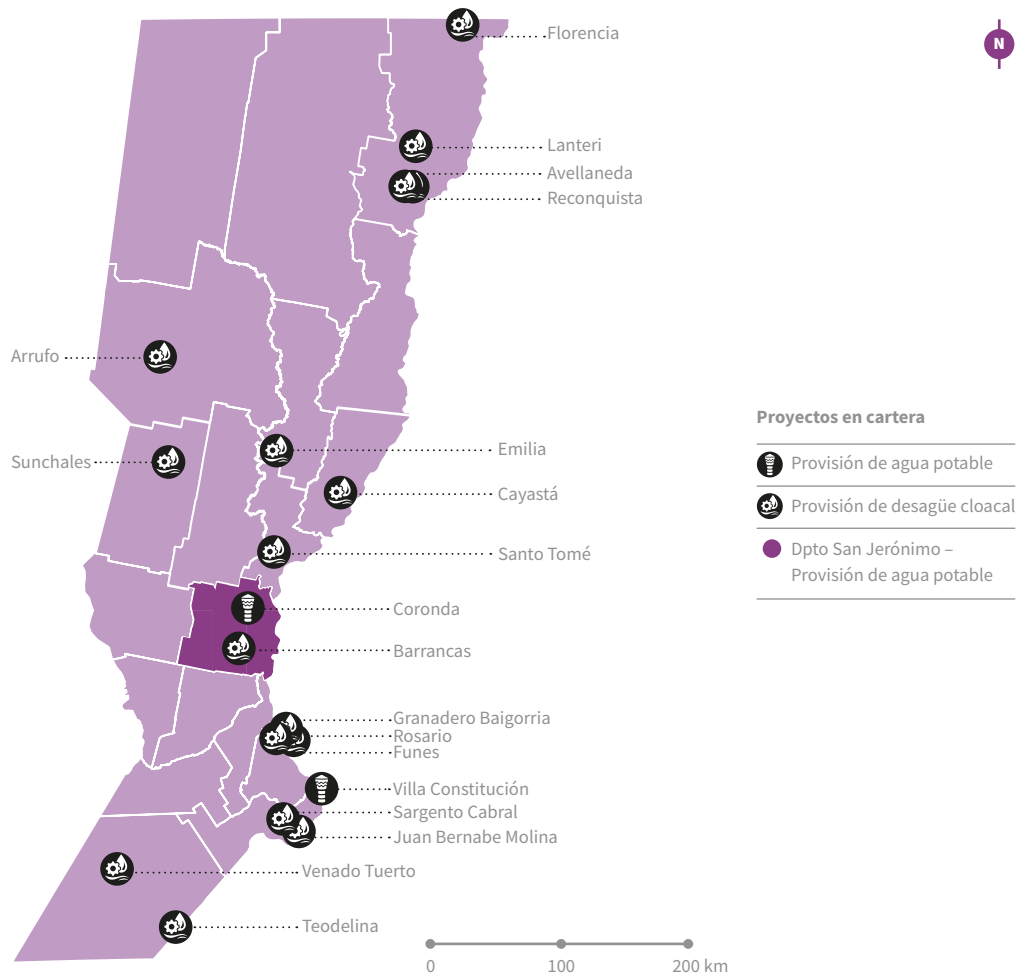 Florencia
N
Lanteri
Avellaneda
Reconquista
Arrufo
Proyectos en cartera
Emilia
Sunchales
Provisión de agua potable
Cayastá
Provisión de desagüe cloacal
Santo Tomé
Dpto San Jerónimo –
Provisión de agua potable
Coronda
Barrancas
Granadero Baigorria
Rosario
Funes
Villa Constitución
Sargento Cabral
Juan Bernabe Molina
Venado Tuerto
Teodelina
0 100 200 km